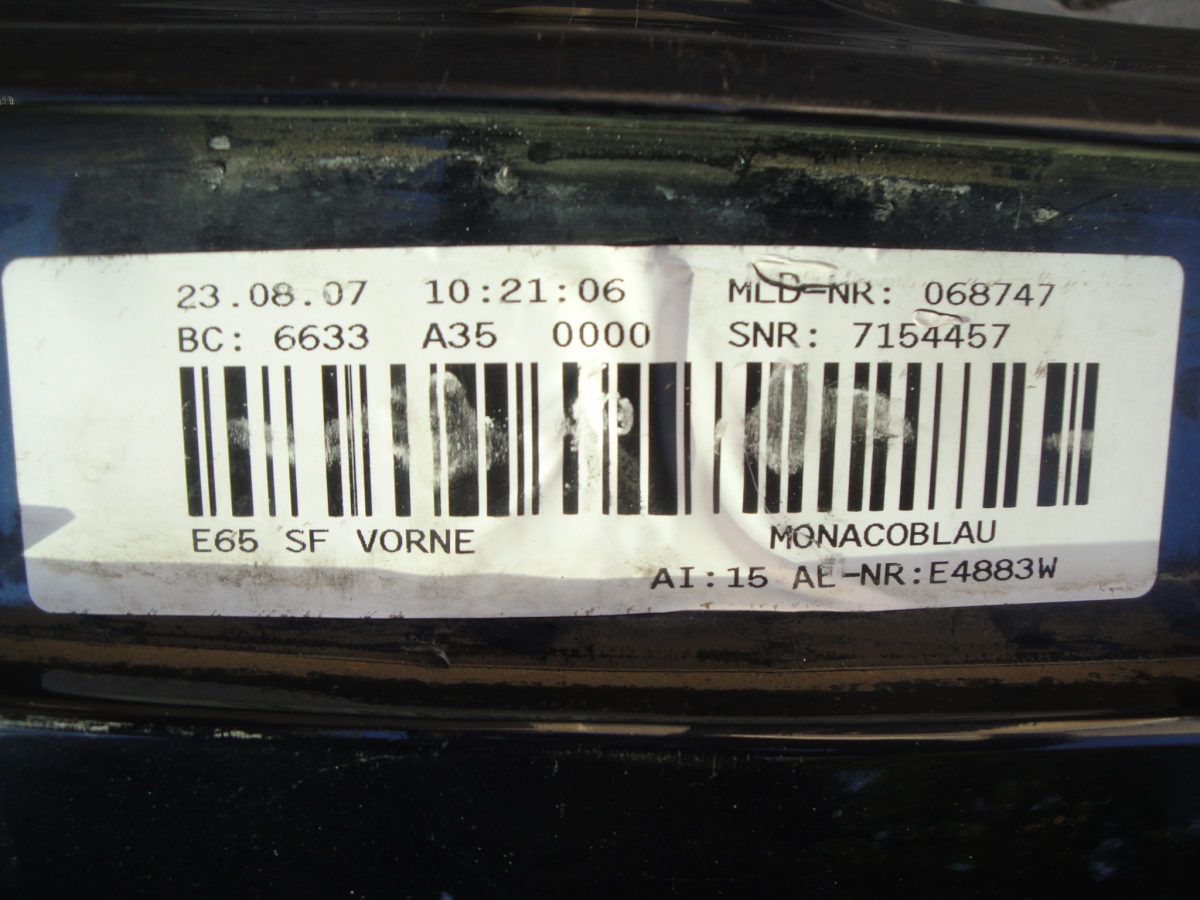 23.08.07 10:21:06 MLD-NR: 068747
BC: 6633 A35 0000 SNR: 7154457
E65 SF VORNE MONACOBLAU
AI:15 AE-NR:E4883W